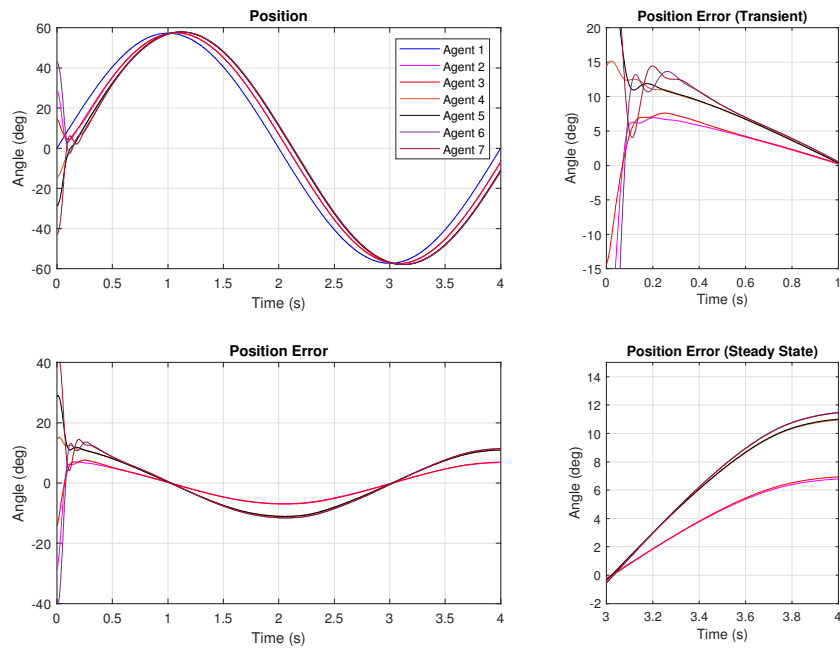 Position
60
40
20
0
-20
-40
-60
Angle (deg)
0 0.5 1 1.5 2 2.5 3 3.5 4
Time (s)
Agent 1
Agent 2
Agent 3
Agent 4
Agent 5
Agent 6
Agent 7
Position Error (Transient)
20
15
10
5
0
-5
-10
-15
Angle (deg)
0 0.2 0.4 0.6 0.8 1
Time (s)
Position Error
40
20
0
-20
-40
Angle (deg)
0 0.5 1 1.5 2 2.5 3 3.5 4
Time (s)
Position Error (Steady State)
14
12
10
8
6
4
2
0
-2
Angle (deg)
3 3.2 3.4 3.6 3.8 4
Time (s)